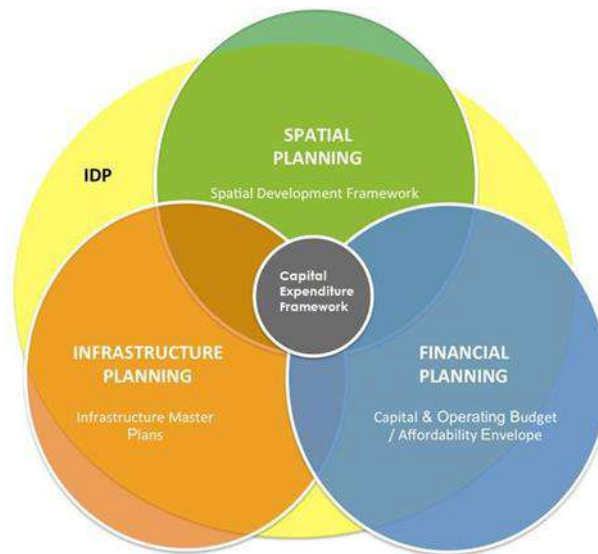 SPATIAL
PLANNING
IDP
Spatial Development Framework
Capital
Expenditure
Framework
INFRASTRUCTURE
PLANNING
Infrastructure Master
Plans
FINANCIAL
PLANNING
Capital & Operating Budget
/ Affordability Envelope